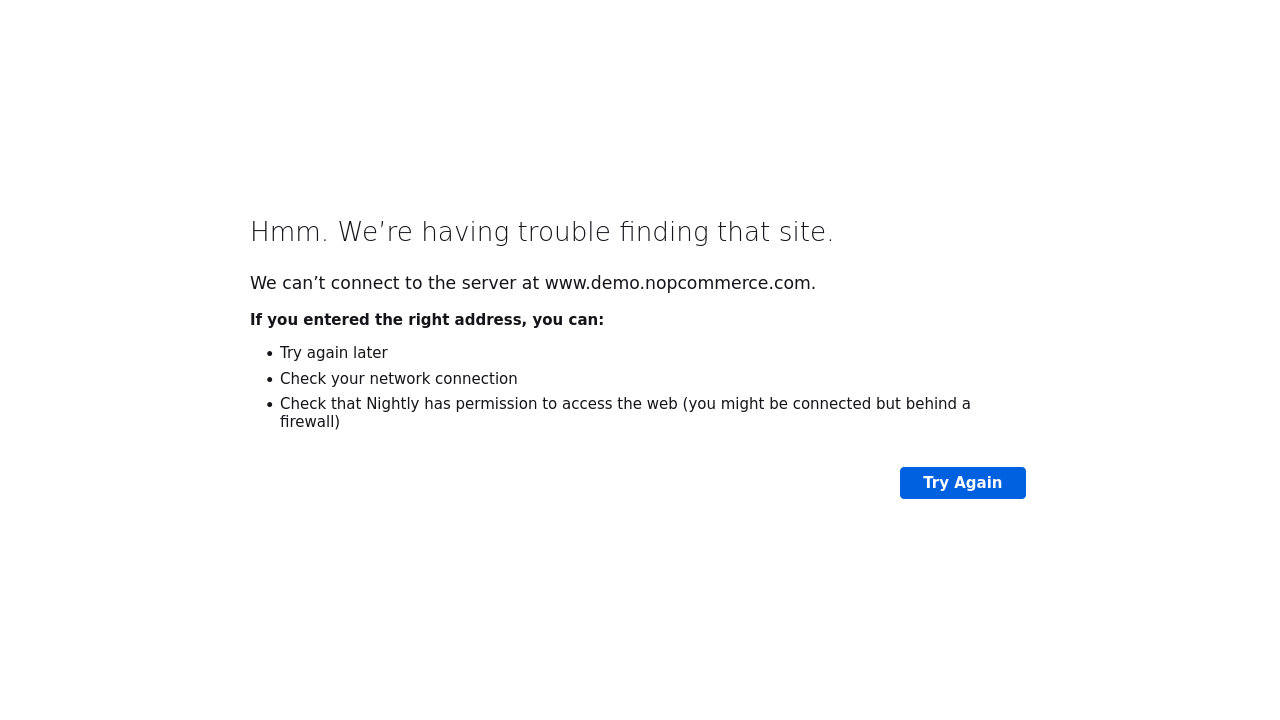 Hmm. We’re having trouble finding that site.
We can’t connect to the server at www.demo.nopcommerce.com.
If you entered the right address, you can:
• Try again later
• Check your network connection
• Check that Nightly has permission to access the web (you might be connected but behind a
firewall)
Try Again